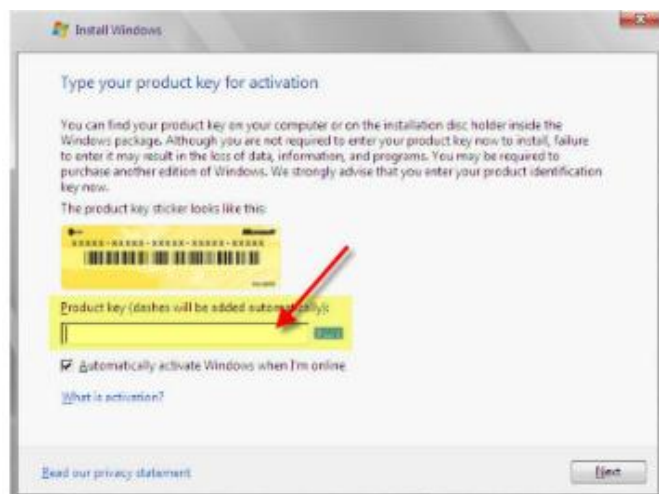 Install Windows
Type your product key for activation
You can find your product key on your computer or on the installation disc holder inside the
Windows package. Although you are not required to enter your product key now to install, failure
to enter it may result in the loss of data, information, and programs. You may be required to
purchase another edition of Windows. We strongly advise that you enter your product identification
key now.
The product key sticker looks like this:
Microsoft
XXXXX-XXXXX-XXXXX-XXXXX-XXXXX
Product key (dashes will be added automatically):
Automatically activate Windows when I'm online
What is activation?
Read our privacy statement
Next